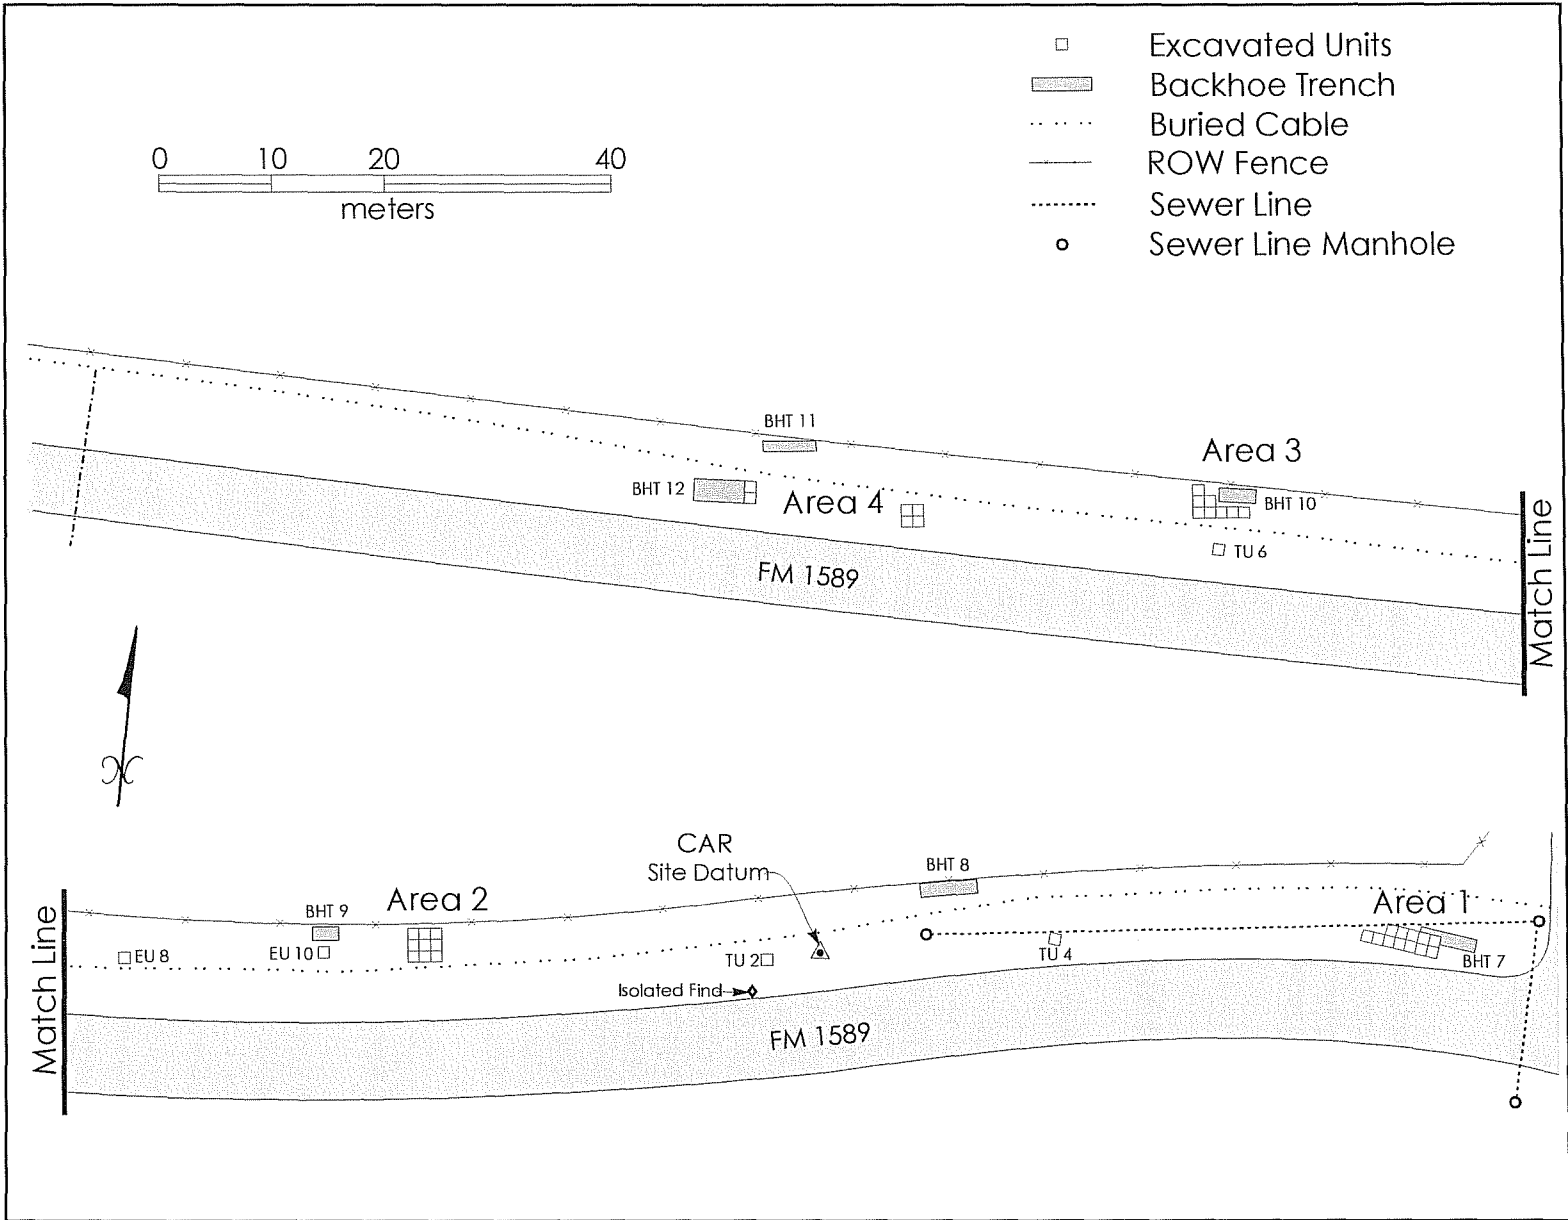 Excavated Units
Backhoe Trench
Buried Cable
ROW Fence
Sewer Line
Sewer Line Manhole
0 10 20 40
meters
BHT 11
Area 3
BHT 12
Area 4
BHT 10
TU 6
FM 1589
Match Line
CAR
Site Datum
BHT 8
Area 2
BHT 9
Area 1
EU 8
EU 10
TU 2
TU 4
BHT 7
Isolated Find
FM 1589
Match Line